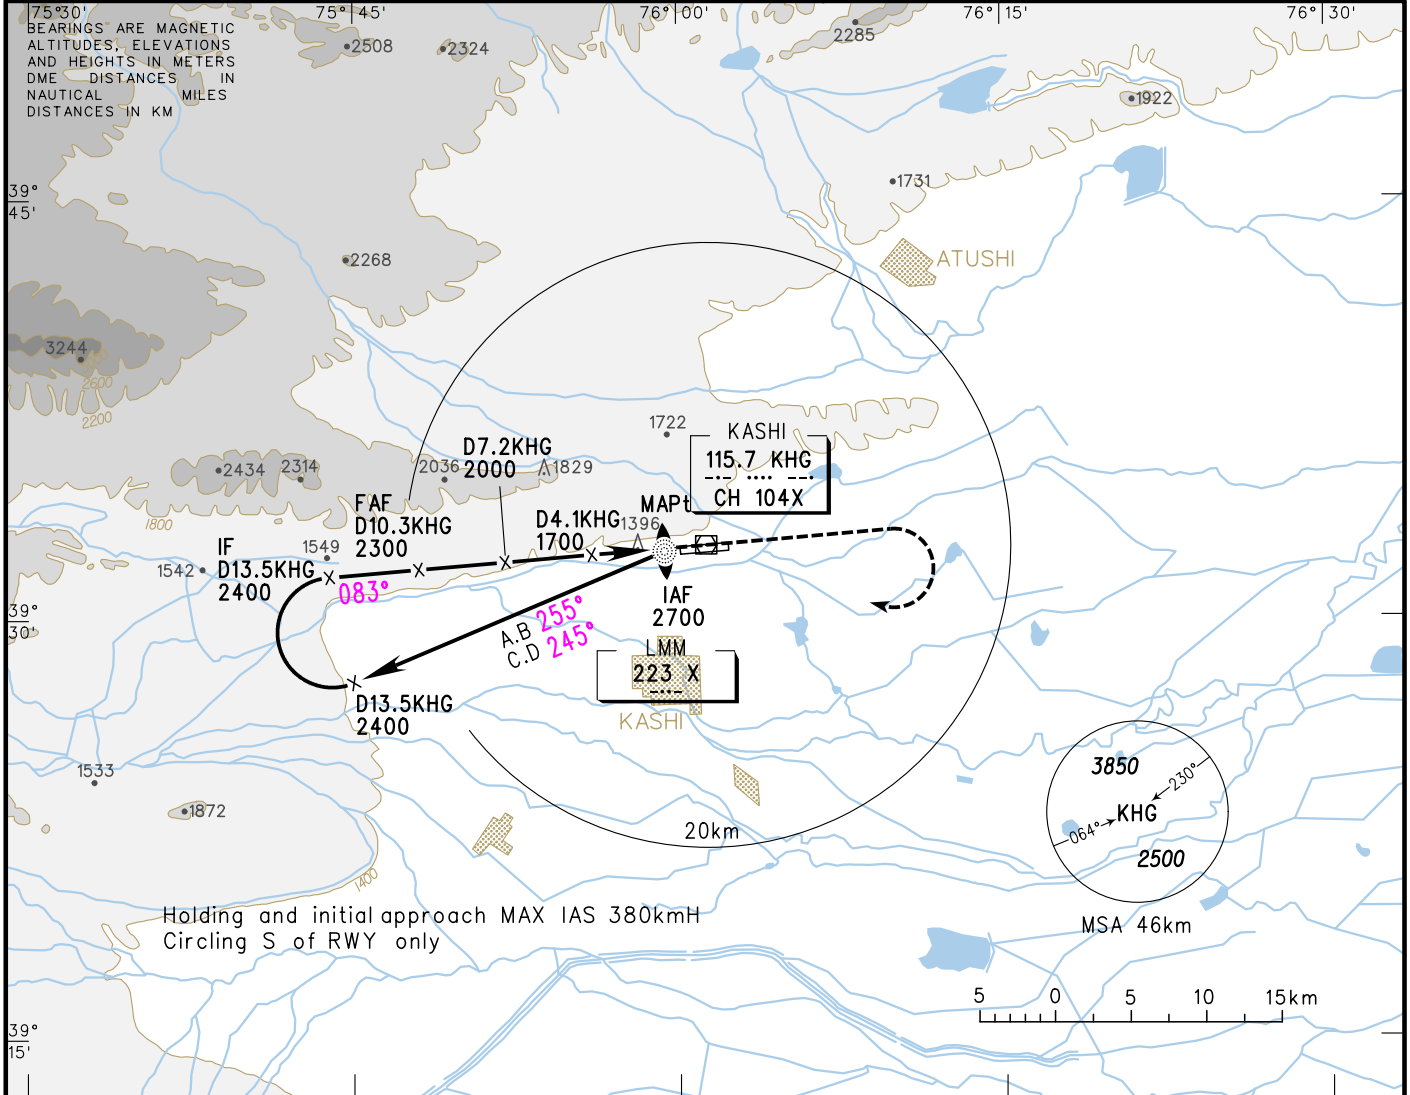 75°30'
75°45'
76°00'
76°15'
76°30'
BEARINGS ARE MAGNETIC
ALTITUDES, ELEVATIONS
AND HEIGHTS IN METERS
DME DISTANCES IN
NAUTICAL MILES
DISTANCES IN KM
2508
2324
2285
1922
39°
45'
1731
2268
ATUSHI
3244
2600
2200
1722
KASHI
115.7 KHG
CH 104X
D7.2KHG
2000
2434
2314
2036
1829
1800
FAF
D10.3KHG
2300
MAPt
D4.1KHG
1700
1396
IF
D13.5KHG
2400
1549
1542
083°
IAF
2700
39°
30'
A.B 255°
C.D 245°
LMM
223 X
KASHI
D13.5KHG
2400
1533
1872
20km
3850
230°
KHG
064°
2500
MSA 46km
1400
Holding and initial approach MAX IAS 380kmH
Circling S of RWY only
5 0 5 10 15km
39°
15'